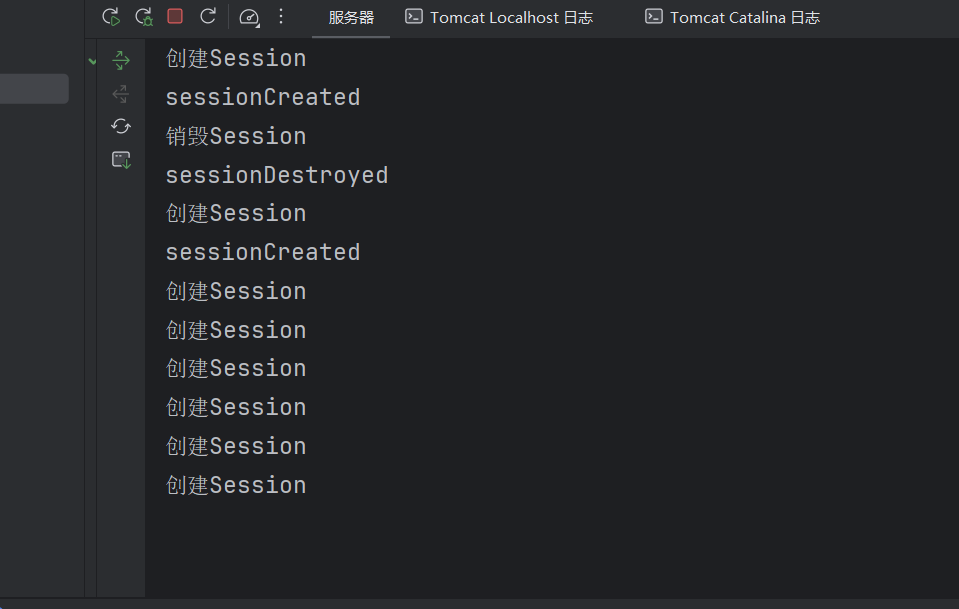 服务器
Tomcat Localhost 日志
Tomcat Catalina 日志
创建Session
sessionCreated
销毁Session
sessionDestroyed
创建Session
sessionCreated
创建Session
创建Session
创建Session
创建Session
创建Session
创建Session